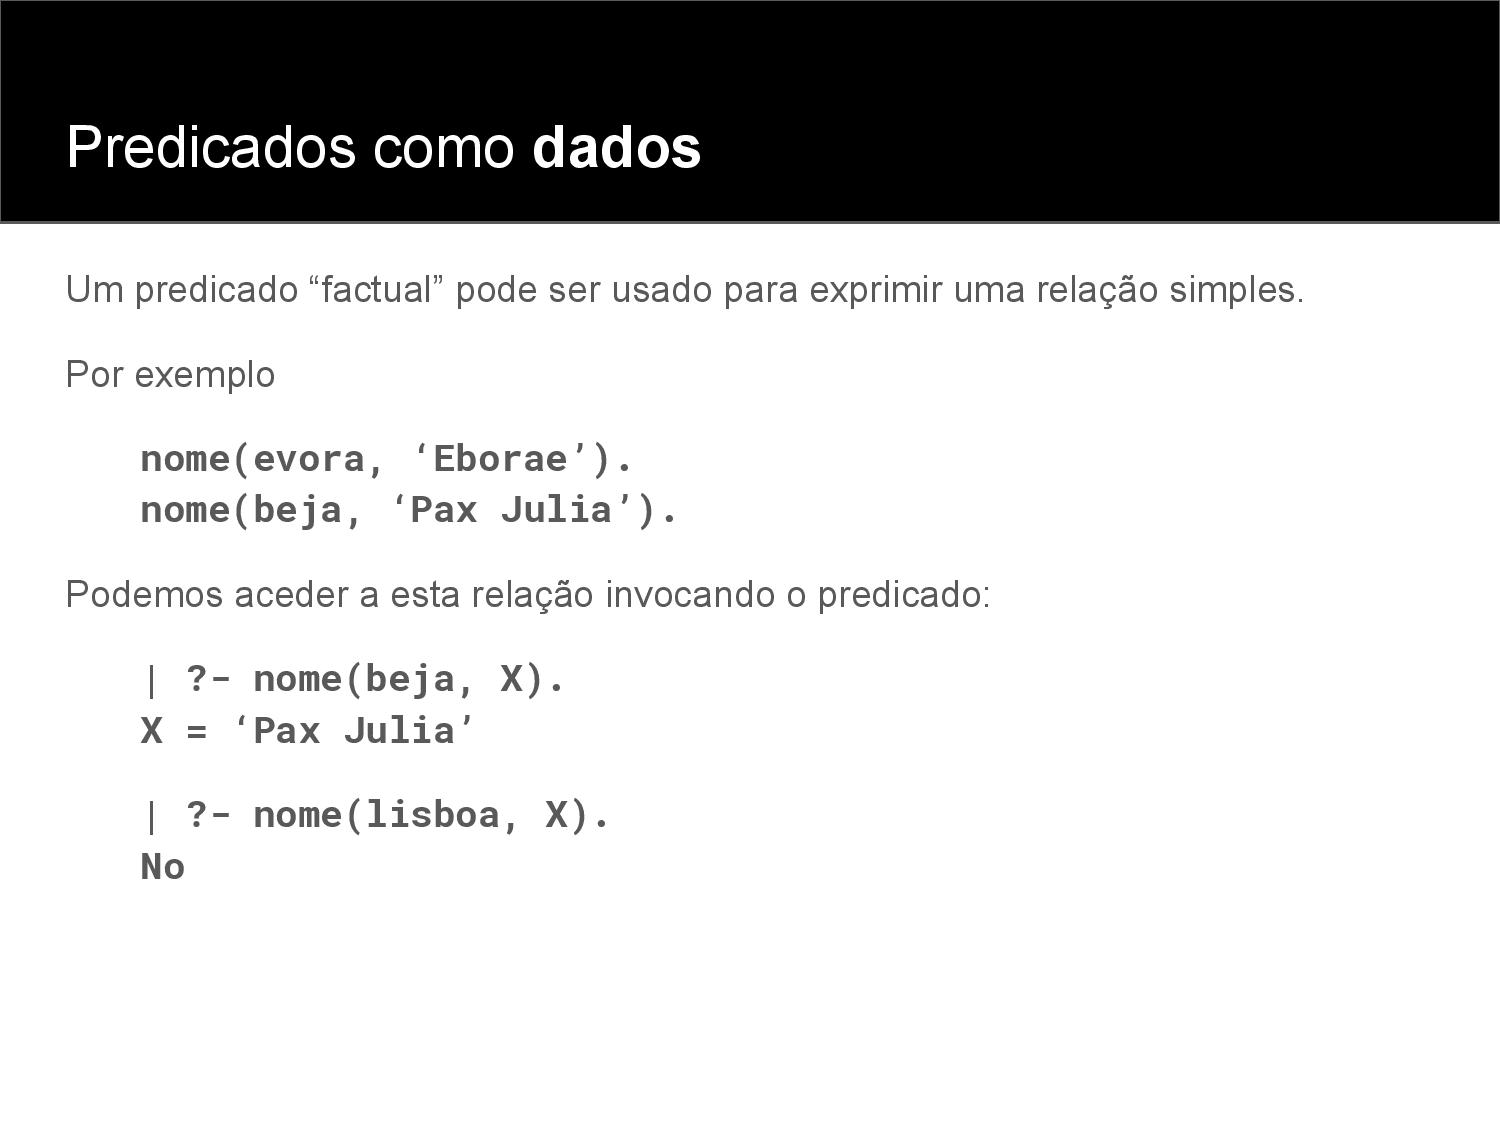 Predicados como dados
Um predicado “factual” pode ser usado para exprimir uma relação simples.
Por exemplo
nome(evora, ‘Eborae’).
nome(beja, ‘Pax Julia’).
Podemos aceder a esta relação invocando o predicado:
| ?- nome(beja, X).
X = ‘Pax Julia’
| ?- nome(lisboa, X).
No